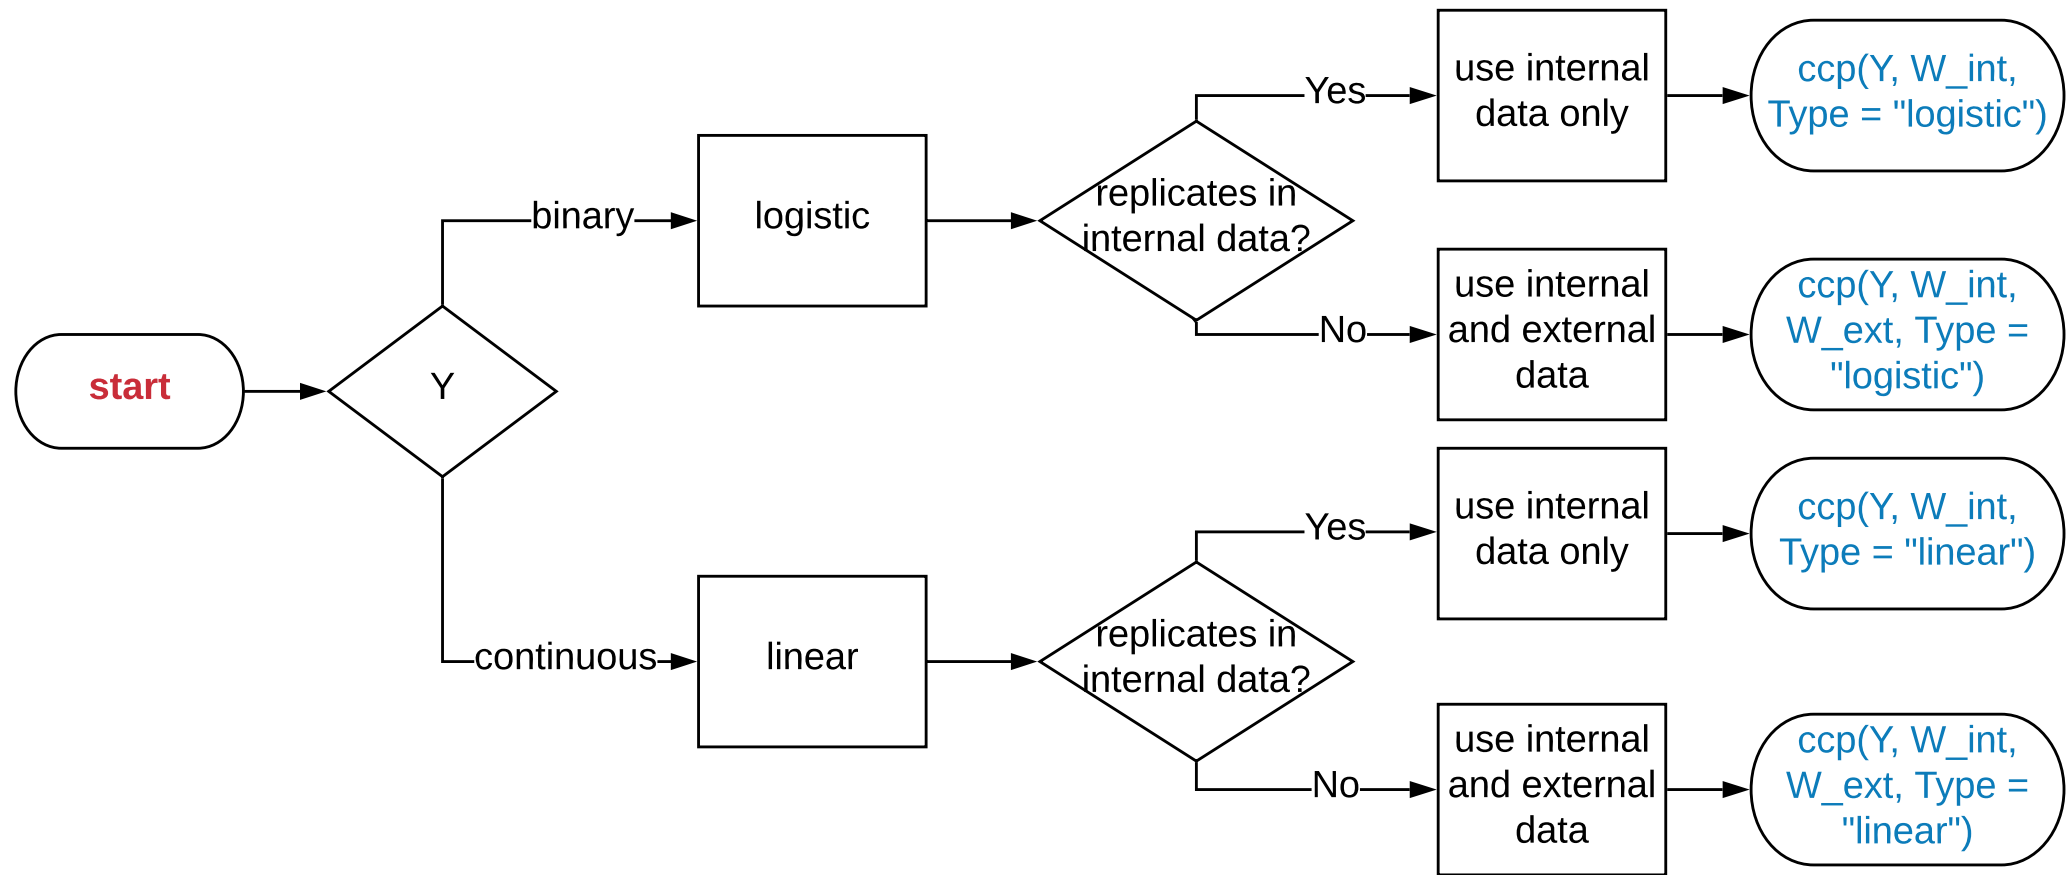 start
Y
binary
logistic
replicates in
internal data?
Yes
use internal
data only
ccp(Y, W_int,
Type = "logistic")
No
use internal
and external
data
ccp(Y, W_int,
W_ext, Type =
"logistic")
continuous
linear
replicates in
internal data?
Yes
use internal
data only
ccp(Y, W_int,
Type = "linear")
No
use internal
and external
data
ccp(Y, W_int,
W_ext, Type =
"linear")